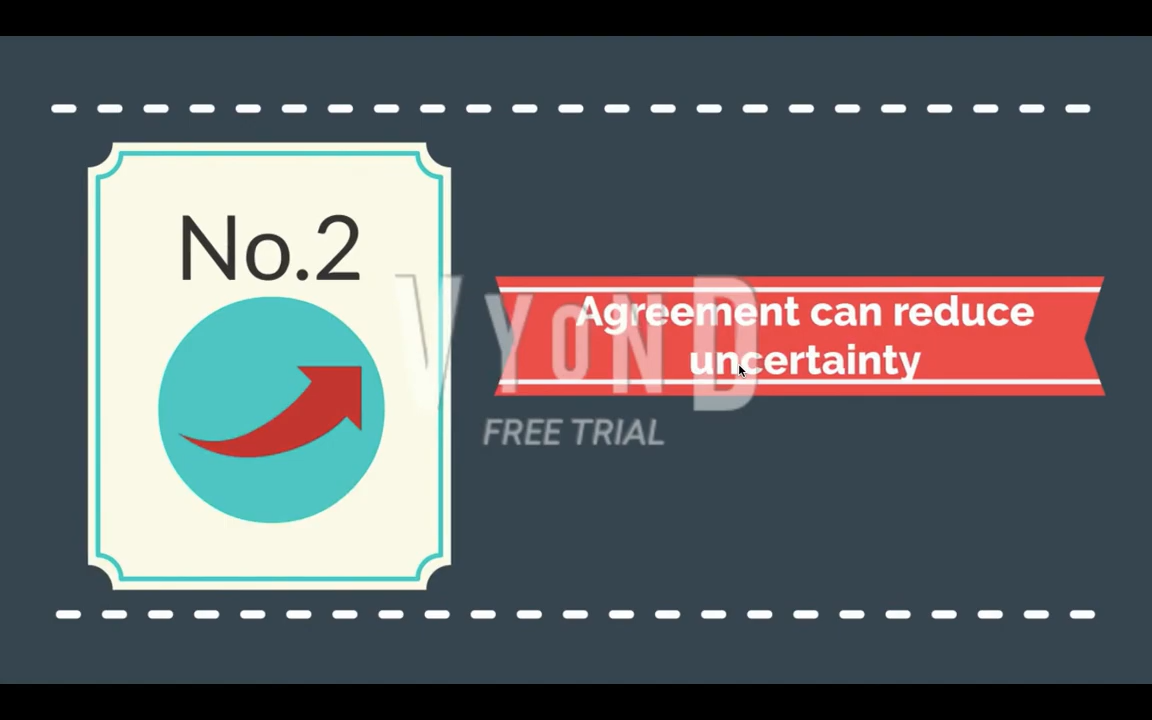 No.2
Agreement can reduce
uncertainty
VYOND
FREE TRIAL